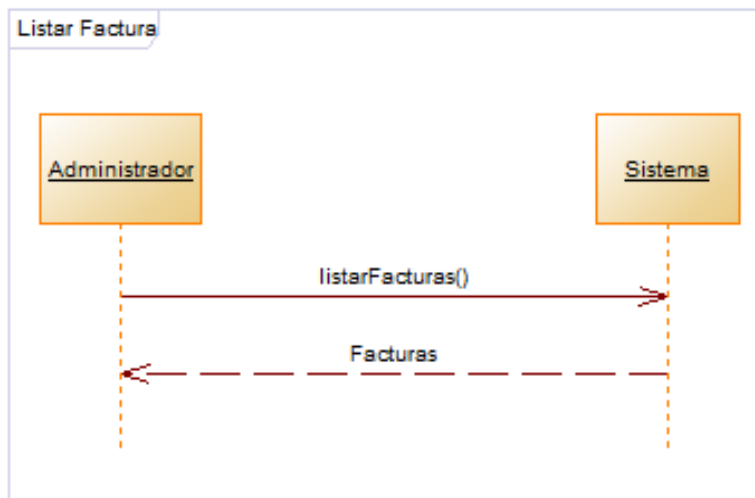 Listar Factura
Administrador
Sistema
listarFacturas()
Facturas